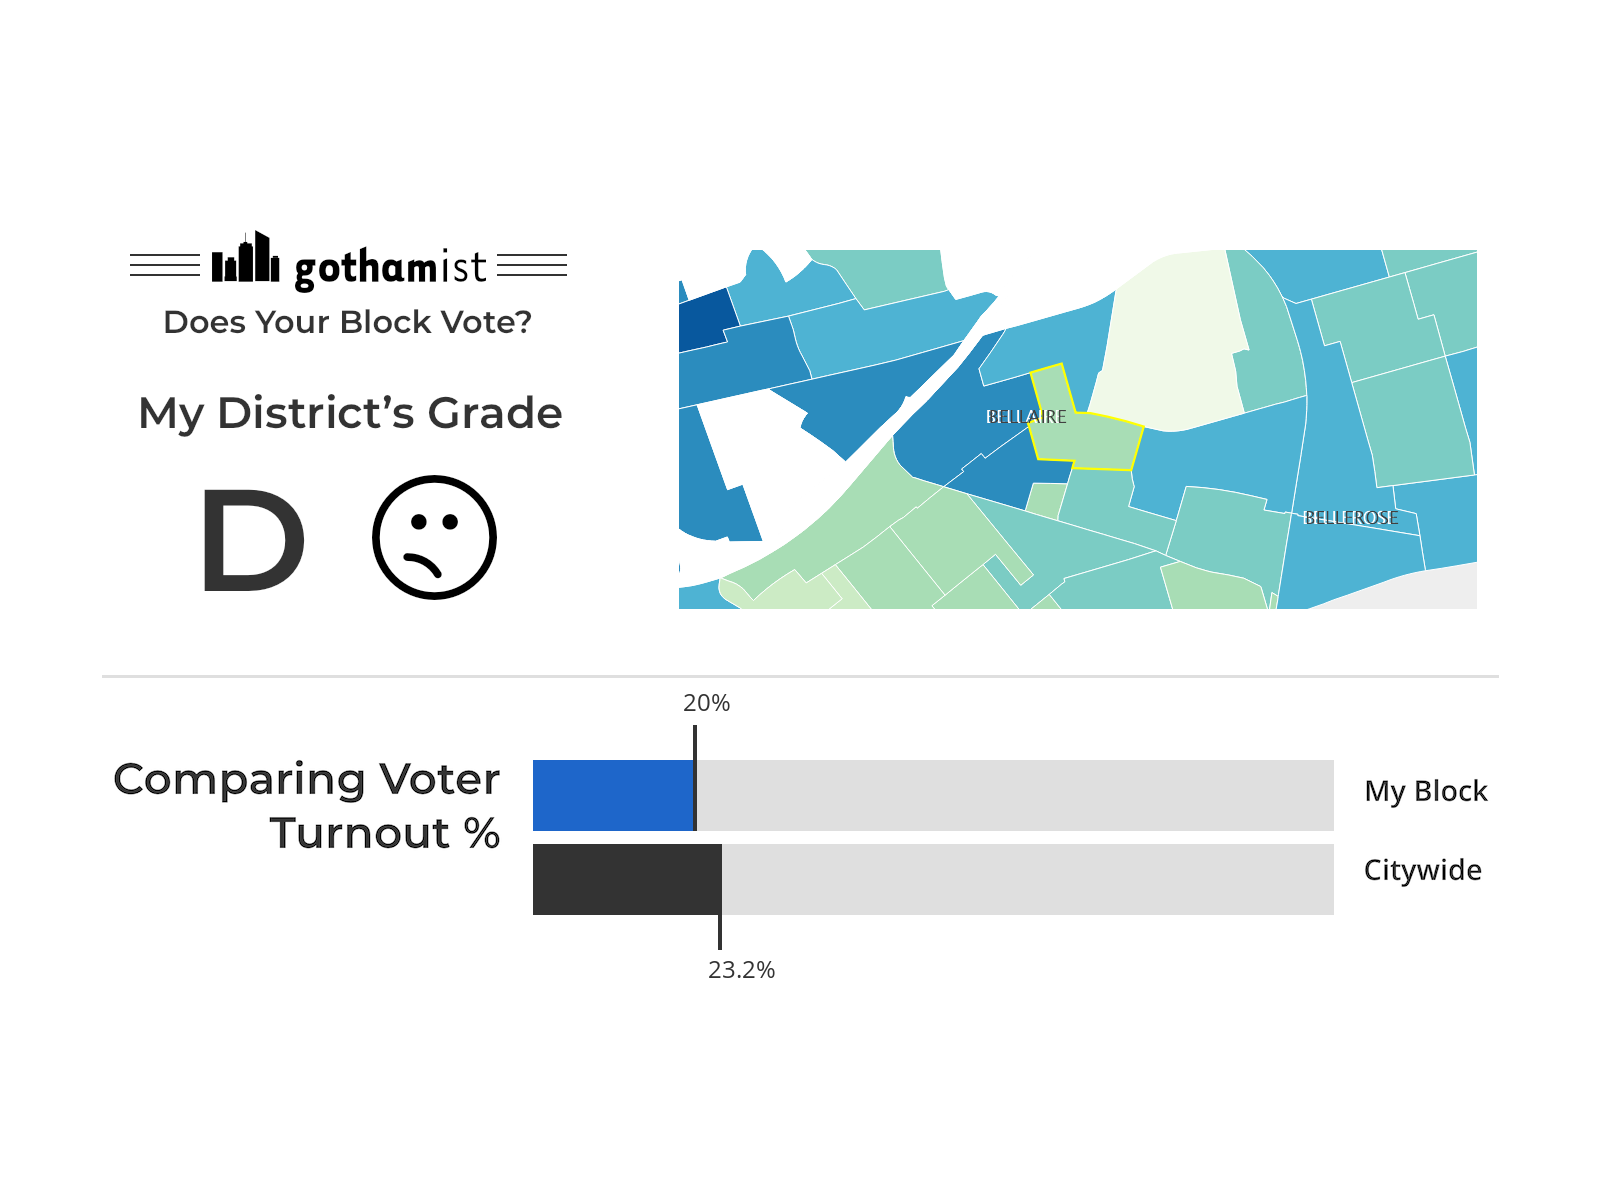 gothamist
Does Your Block Vote?
My District’s Grade
D
BELLAIRE
BELLEROSE
20%
Comparing Voter
Turnout %
My Block
Citywide
23.2%